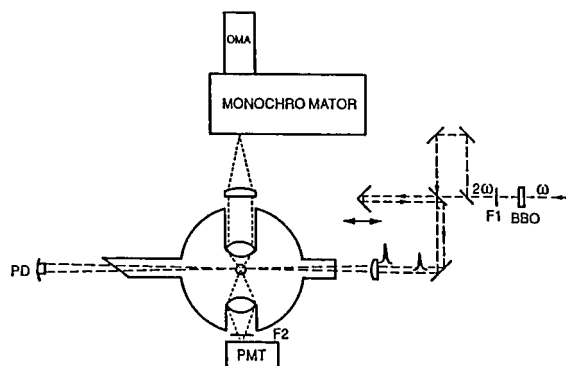 OMA
MONOCHRO MATOR
2ω
ω
F1
BBO
PD
F2
PMT